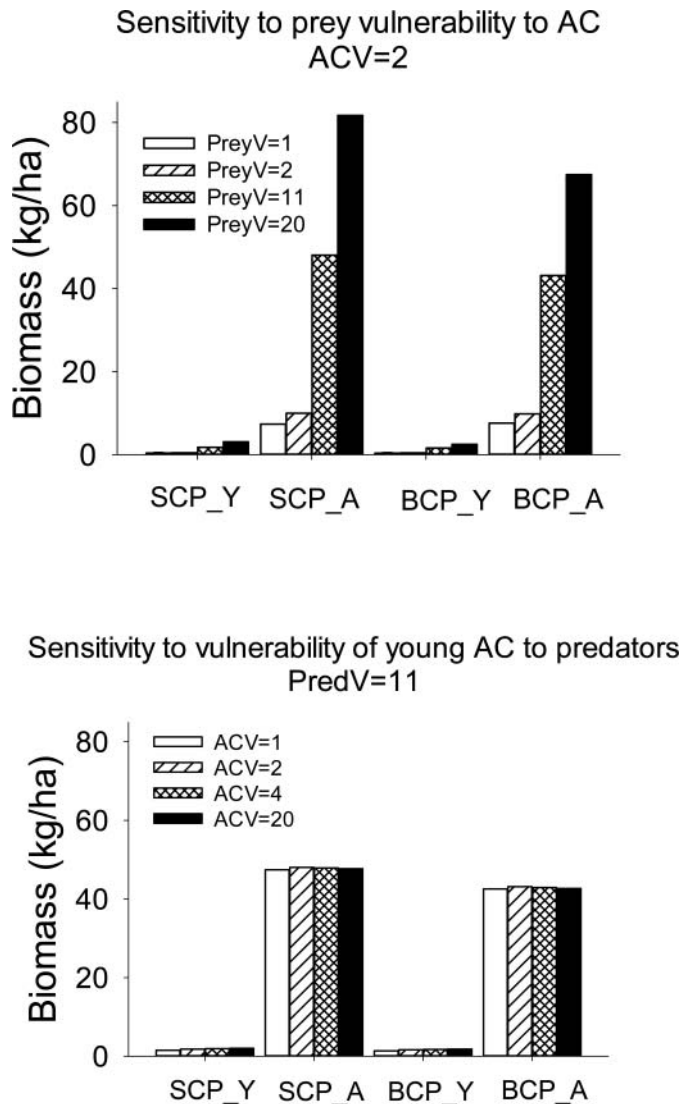 Sensitivity to prey vulnerability to AC
ACV=2
Biomass (kg/ha)
80
60
40
20
0
PreyV=1
PreyV=2
PreyV=11
PreyV=20
SCP_Y
SCP_A
BCP_Y
BCP_A
Sensitivity to vulnerability of young AC to predators
PredV=11
Biomass (kg/ha)
80
60
40
20
0
ACV=1
ACV=2
ACV=4
ACV=20
SCP_Y
SCP_A
BCP_Y
BCP_A